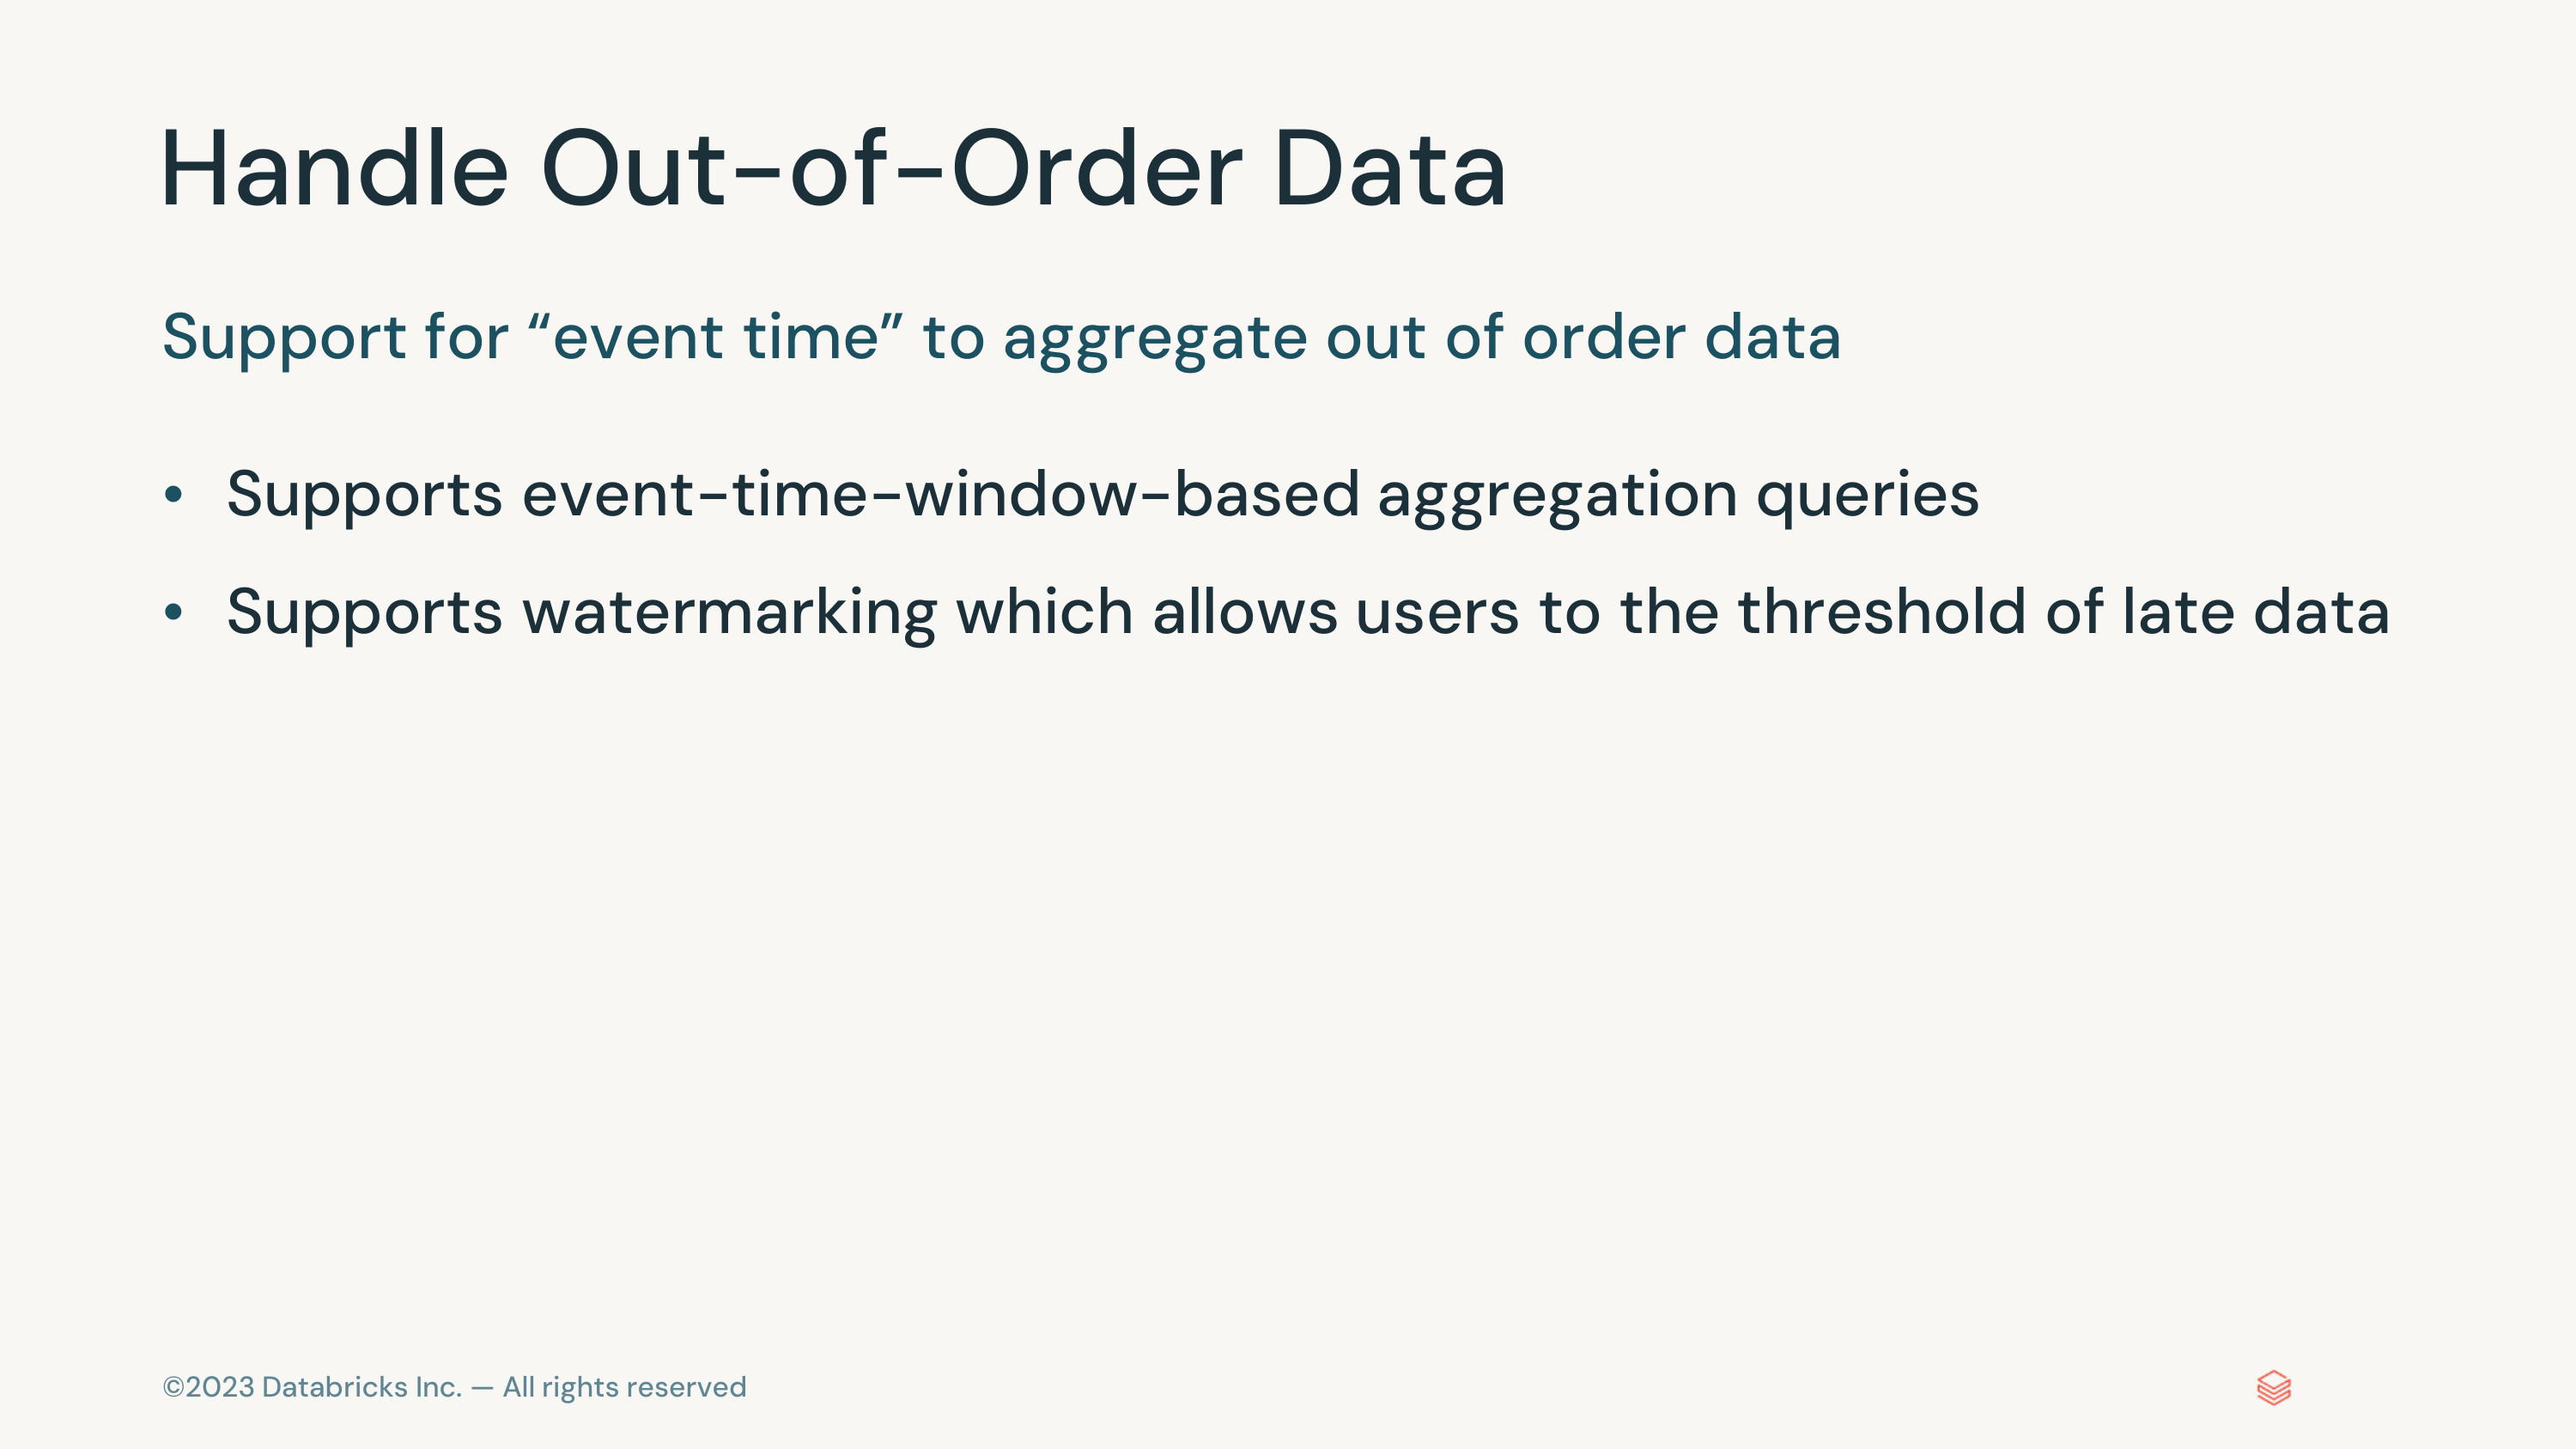 Handle Out-of-Order Data
Support for “event time” to aggregate out of order data
• Supports event-time-window-based aggregation queries
• Supports watermarking which allows users to the threshold of late data
©2023 Databricks Inc. — All rights reserved